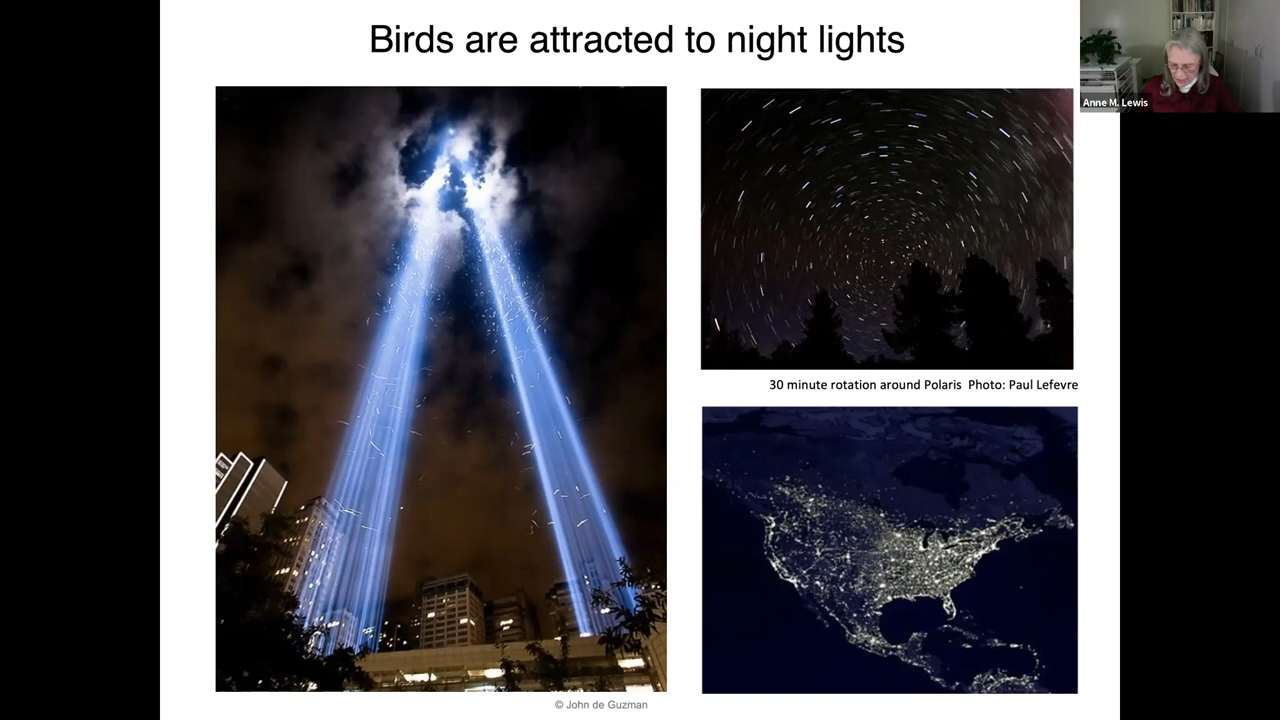 Birds are attracted to night lights
Anne M. Lewis
30 minute rotation around Polaris  Photo: Paul Lefevre
© John de Guzman